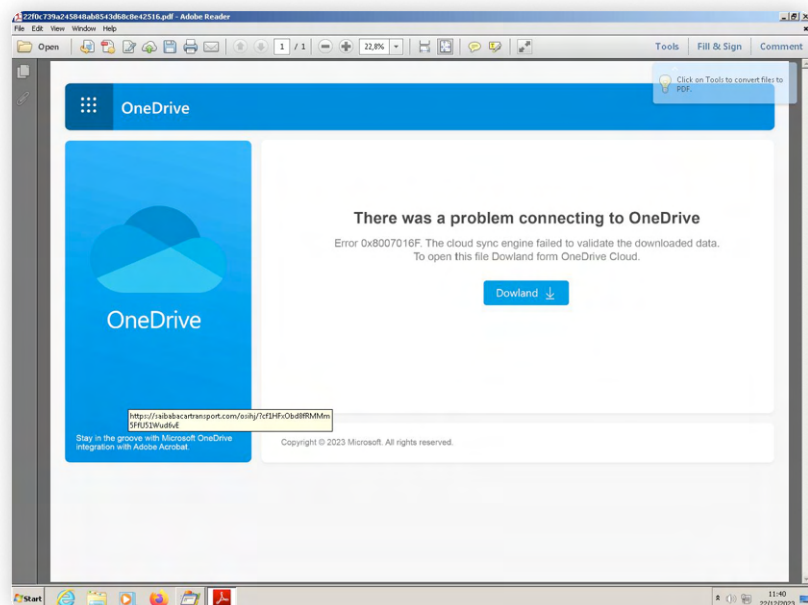 22f0c739a245848ab8543d68c8e42516.pdf - Adobe Reader
File Edit View Window Help
Open 1 / 1 22,8% Tools Fill & Sign Comment
Click on Tools to convert files to
PDF.
OneDrive
There was a problem connecting to OneDrive
Error 0x8007016F. The cloud sync engine failed to validate the downloaded data.
To open this file Dowland form OneDrive Cloud.
Dowland
OneDrive
Stay in the groove with Microsoft OneDrive
integration with Adobe Acrobat.
Copyright © 2023 Microsoft. All rights reserved.
Start
11:40
22/12/2023